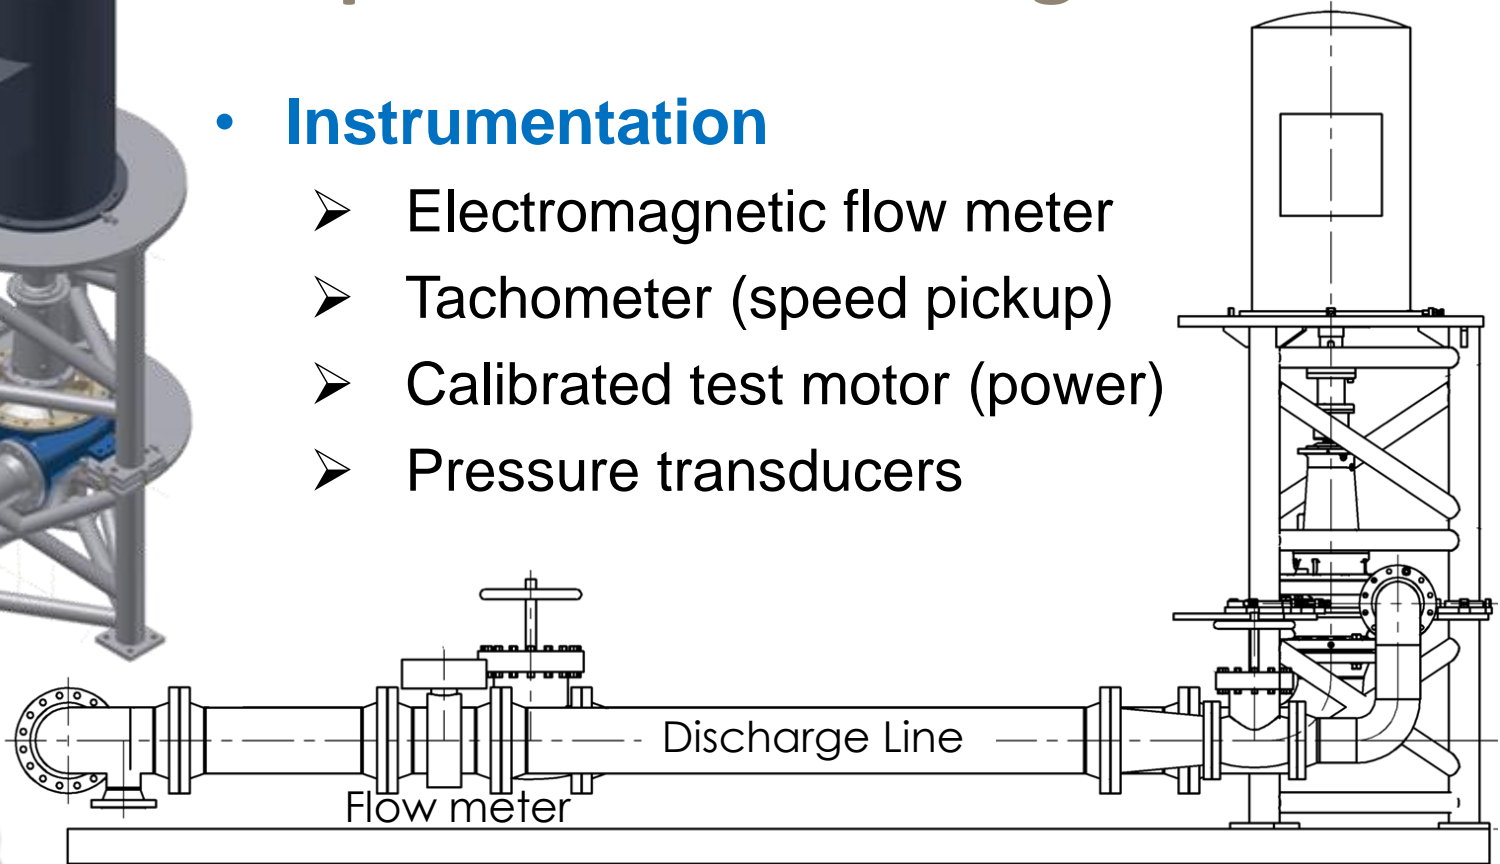 • Instrumentation
➢ Electromagnetic flow meter
➢ Tachometer (speed pickup)
➢ Calibrated test motor (power)
➢ Pressure transducers
Discharge Line
Flow meter